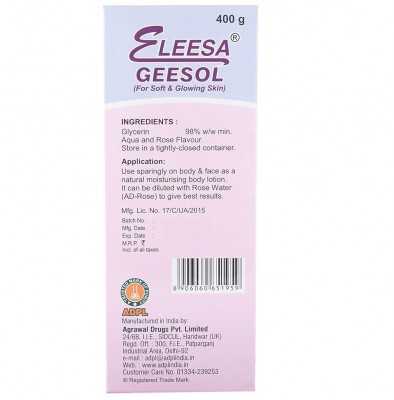 400 g
ELEESA®
GEESOL
(For Soft & Glowing Skin)
INGREDIENTS :
Glycerin : 98% w/w min.
Aqua and Rose Flavour
Store in a tightly-closed container.
Application:
Use sparingly on body & face as a
natural moisturising body lotion.
It can be diluted with Rose Water
(AD-Rose) to give best results.
Mfg. Lic. No. 17/C/UA/2015
Batch No :
Mfg. Date :
Exp. Date :
M.R.P. ₹ :
Incl. of all taxes
8 906060 651959
ADPL
Manufactured in India by:
Agrawal Drugs Pvt. Limited
24/6B, I.I.E., SIDCUL, Hardwar (UK)
Regd. Off. : 300, F.I.E., Patparganj
Industrial Area, Delhi-92
e-mail : adpl@adplindia.in
Website : www.adplindia.in
Customer Care No. 01334-239253
® Registered Trade Mark